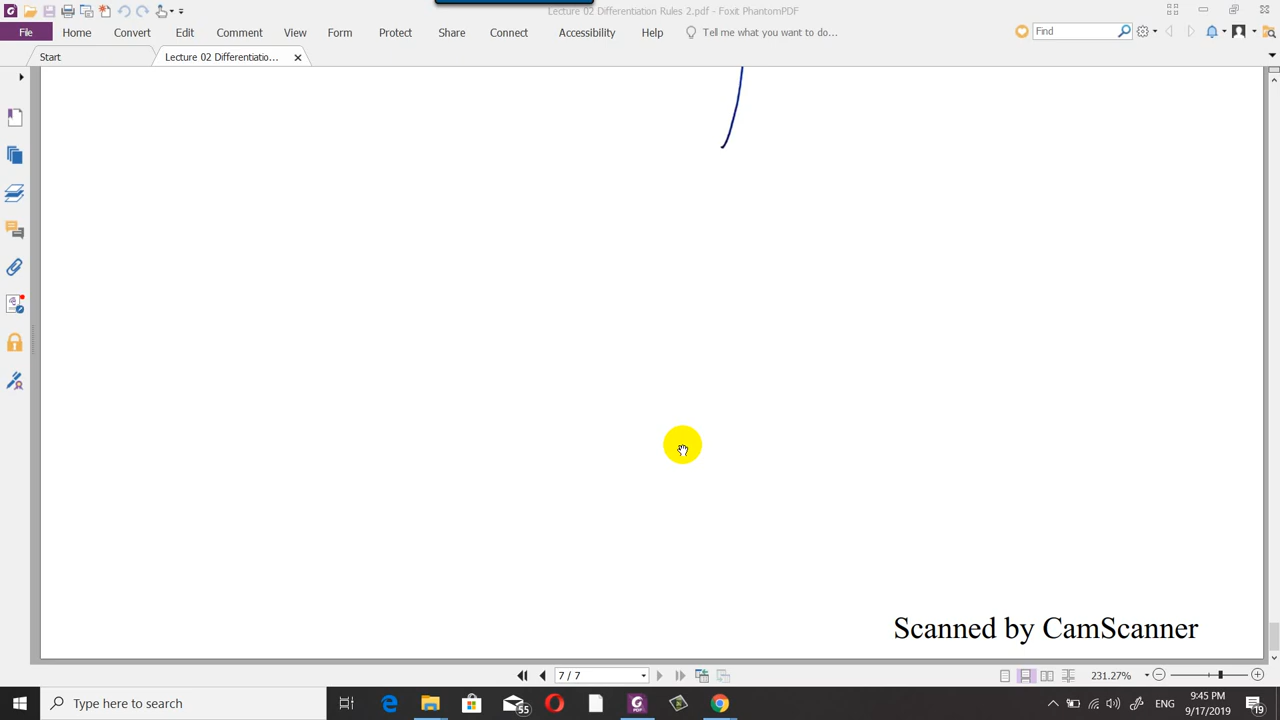 Lecture 02 Differentiation Rules 2.pdf - Foxit PhantomPDF
File Home Convert Edit Comment View Form Protect Share Connect Accessibility Help Tell me what you want to do... Find
Start Lecture 02 Differentiatio...
Scanned by CamScanner
7 / 7 231.27%
Type here to search 55 ENG 9:45 PM 9/17/2019 19